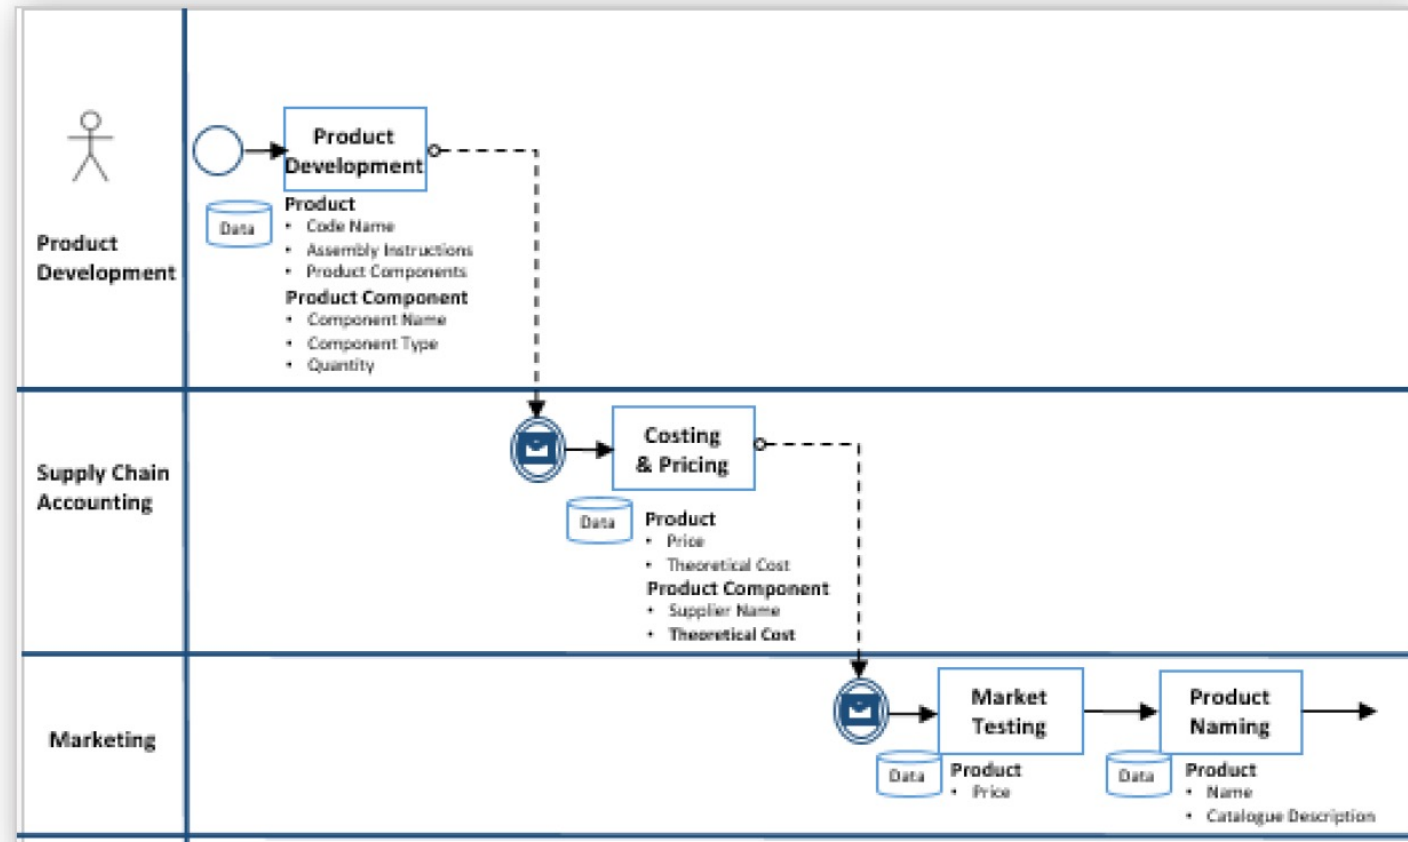 Product
Development
Product
Development
Data
Product
• Code Name
• Assembly Instructions
• Product Components
Product Component
• Component Name
• Component Type
• Quantity
Supply Chain
Accounting
Costing
& Pricing
Data
Product
• Price
• Theoretical Cost
Product Component
• Supplier Name
• Theoretical Cost
Marketing
Market
Testing
Data
Product
• Price
Product
Naming
Data
Product
• Name
• Catalogue Description